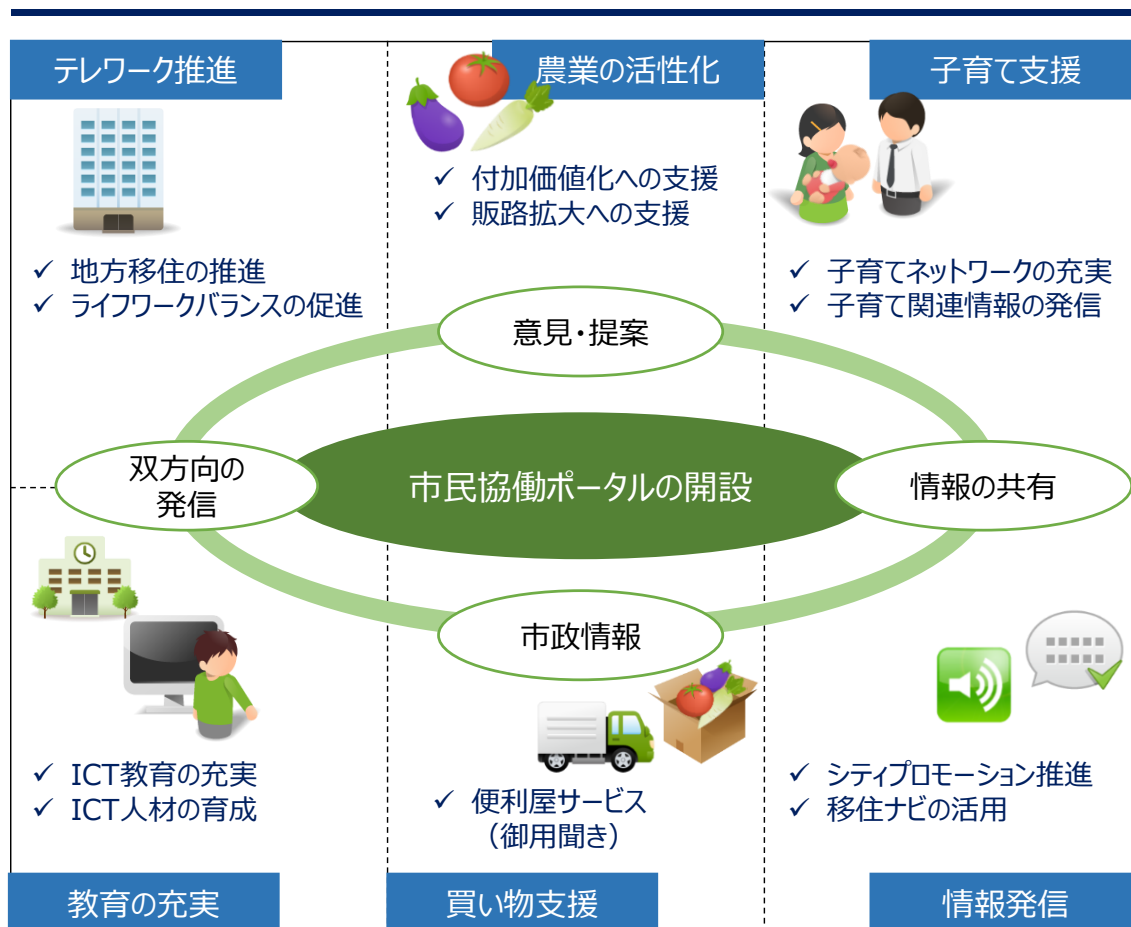 テレワーク推進
農業の活性化
子育て支援
✓ 付加価値化への支援
✓ 販路拡大への支援
✓ 地方移住の推進
✓ ライフワークバランスの促進
✓ 子育てネットワークの充実
✓ 子育て関連情報の発信
意見・提案
双方向の
発信
市民協働ポータルの開設
情報の共有
市政情報
✓ ICT教育の充実
✓ ICT人材の育成
✓ 便利屋サービス
（御用聞き）
✓ シティプロモーション推進
✓ 移住ナビの活用
教育の充実
買い物支援
情報発信